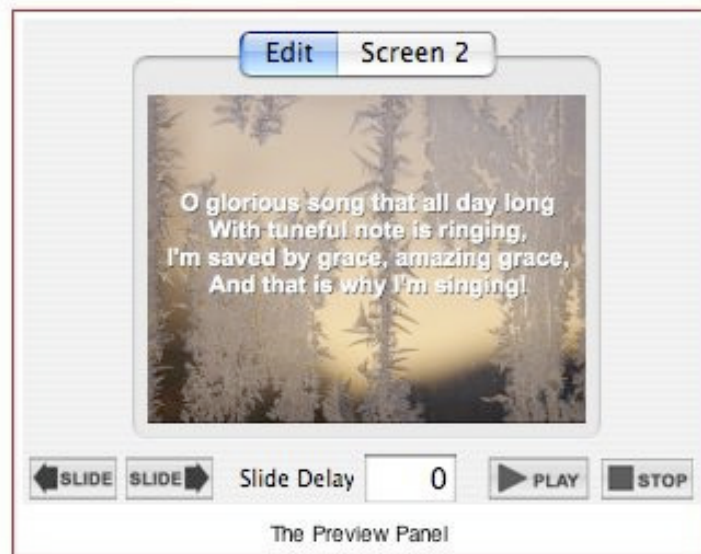 Edit Screen 2
O glorious song that all day long
With tuneful note is ringing,
I'm saved by grace, amazing grace,
And that is why I'm singing!
SLIDE SLIDE Slide Delay 0 PLAY STOP
The Preview Panel